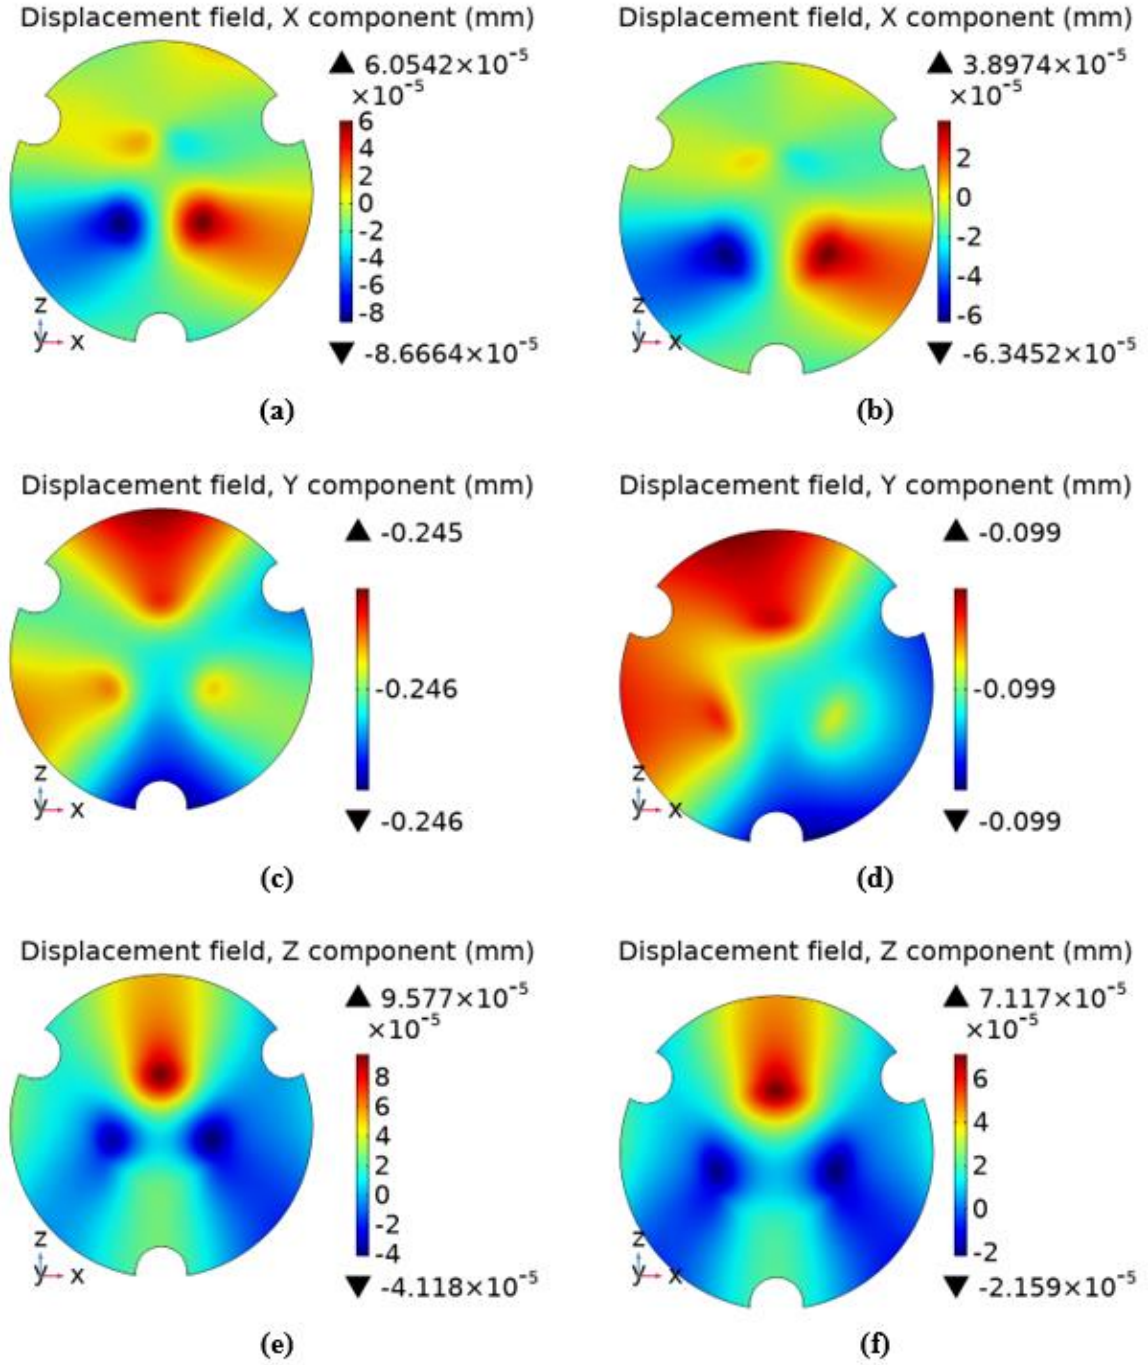 Displacement field, X component (mm)
▲ 6.0542×10⁻⁵
×10⁻⁵
6
4
2
0
-2
-4
-6
-8
▼ -8.6664×10⁻⁵
z
y
x
(a)
Displacement field, X component (mm)
▲ 3.8974×10⁻⁵
×10⁻⁵
2
0
-2
-4
-6
▼ -6.3452×10⁻⁵
z
y
x
(b)
Displacement field, Y component (mm)
▲ -0.245
-0.246
▼ -0.246
z
y
x
(c)
Displacement field, Y component (mm)
▲ -0.099
-0.099
▼ -0.099
z
y
x
(d)
Displacement field, Z component (mm)
▲ 9.577×10⁻⁵
×10⁻⁵
8
6
4
2
0
-2
-4
▼ -4.118×10⁻⁵
z
y
x
(e)
Displacement field, Z component (mm)
▲ 7.117×10⁻⁵
×10⁻⁵
6
4
2
0
-2
▼ -2.159×10⁻⁵
z
y
x
(f)